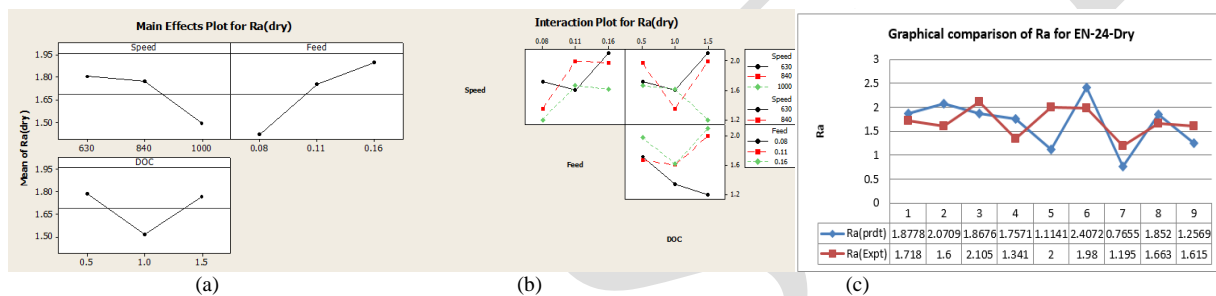 Main Effects Plot for Ra(dry)
Speed
Feed
1.95
1.80
1.65
1.50
630
840
1000
0.08
0.11
0.16
DOC
1.95
1.80
1.65
1.50
0.5
1.0
1.5
Mean of Ra(dry)
(a)
Interaction Plot for Ra(dry)
0.08
0.11
0.16
0.5
1.0
1.5
Speed
2.0
1.6
1.2
Speed
630
840
1000
Speed
630
840
Feed
2.0
1.6
1.2
Feed
0.08
0.11
0.16
DOC
(b)
Graphical comparison of Ra for EN-24-Dry
Ra
3
2.5
2
1.5
1
0.5
0
1 2 3 4 5 6 7 8 9
Ra(prdt) 1.8778 2.0709 1.8676 1.7571 1.1141 2.4072 0.7655 1.852 1.2569
Ra(Expt) 1.718 1.6 2.105 1.341 2 1.98 1.195 1.663 1.615
(c)